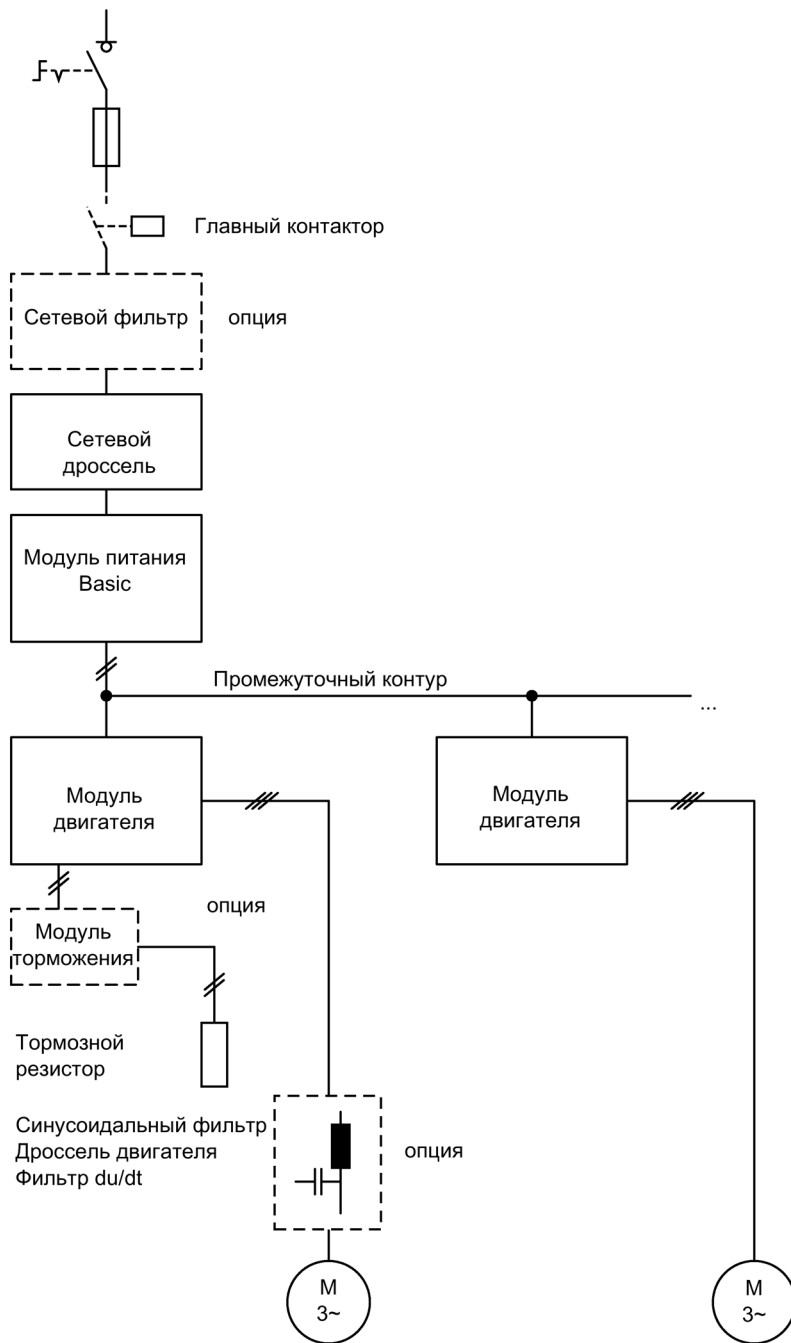 Главный контактор
Сетевой фильтр
опция
Сетевой
дроссель
Модуль питания
Basic
Промежуточный контур
...
Модуль
двигателя
Модуль
двигателя
опция
Модуль
торможения
Тормозной
резистор
Синусоидальный фильтр
Дроссель двигателя
Фильтр du/dt
опция
M
3~
M
3~